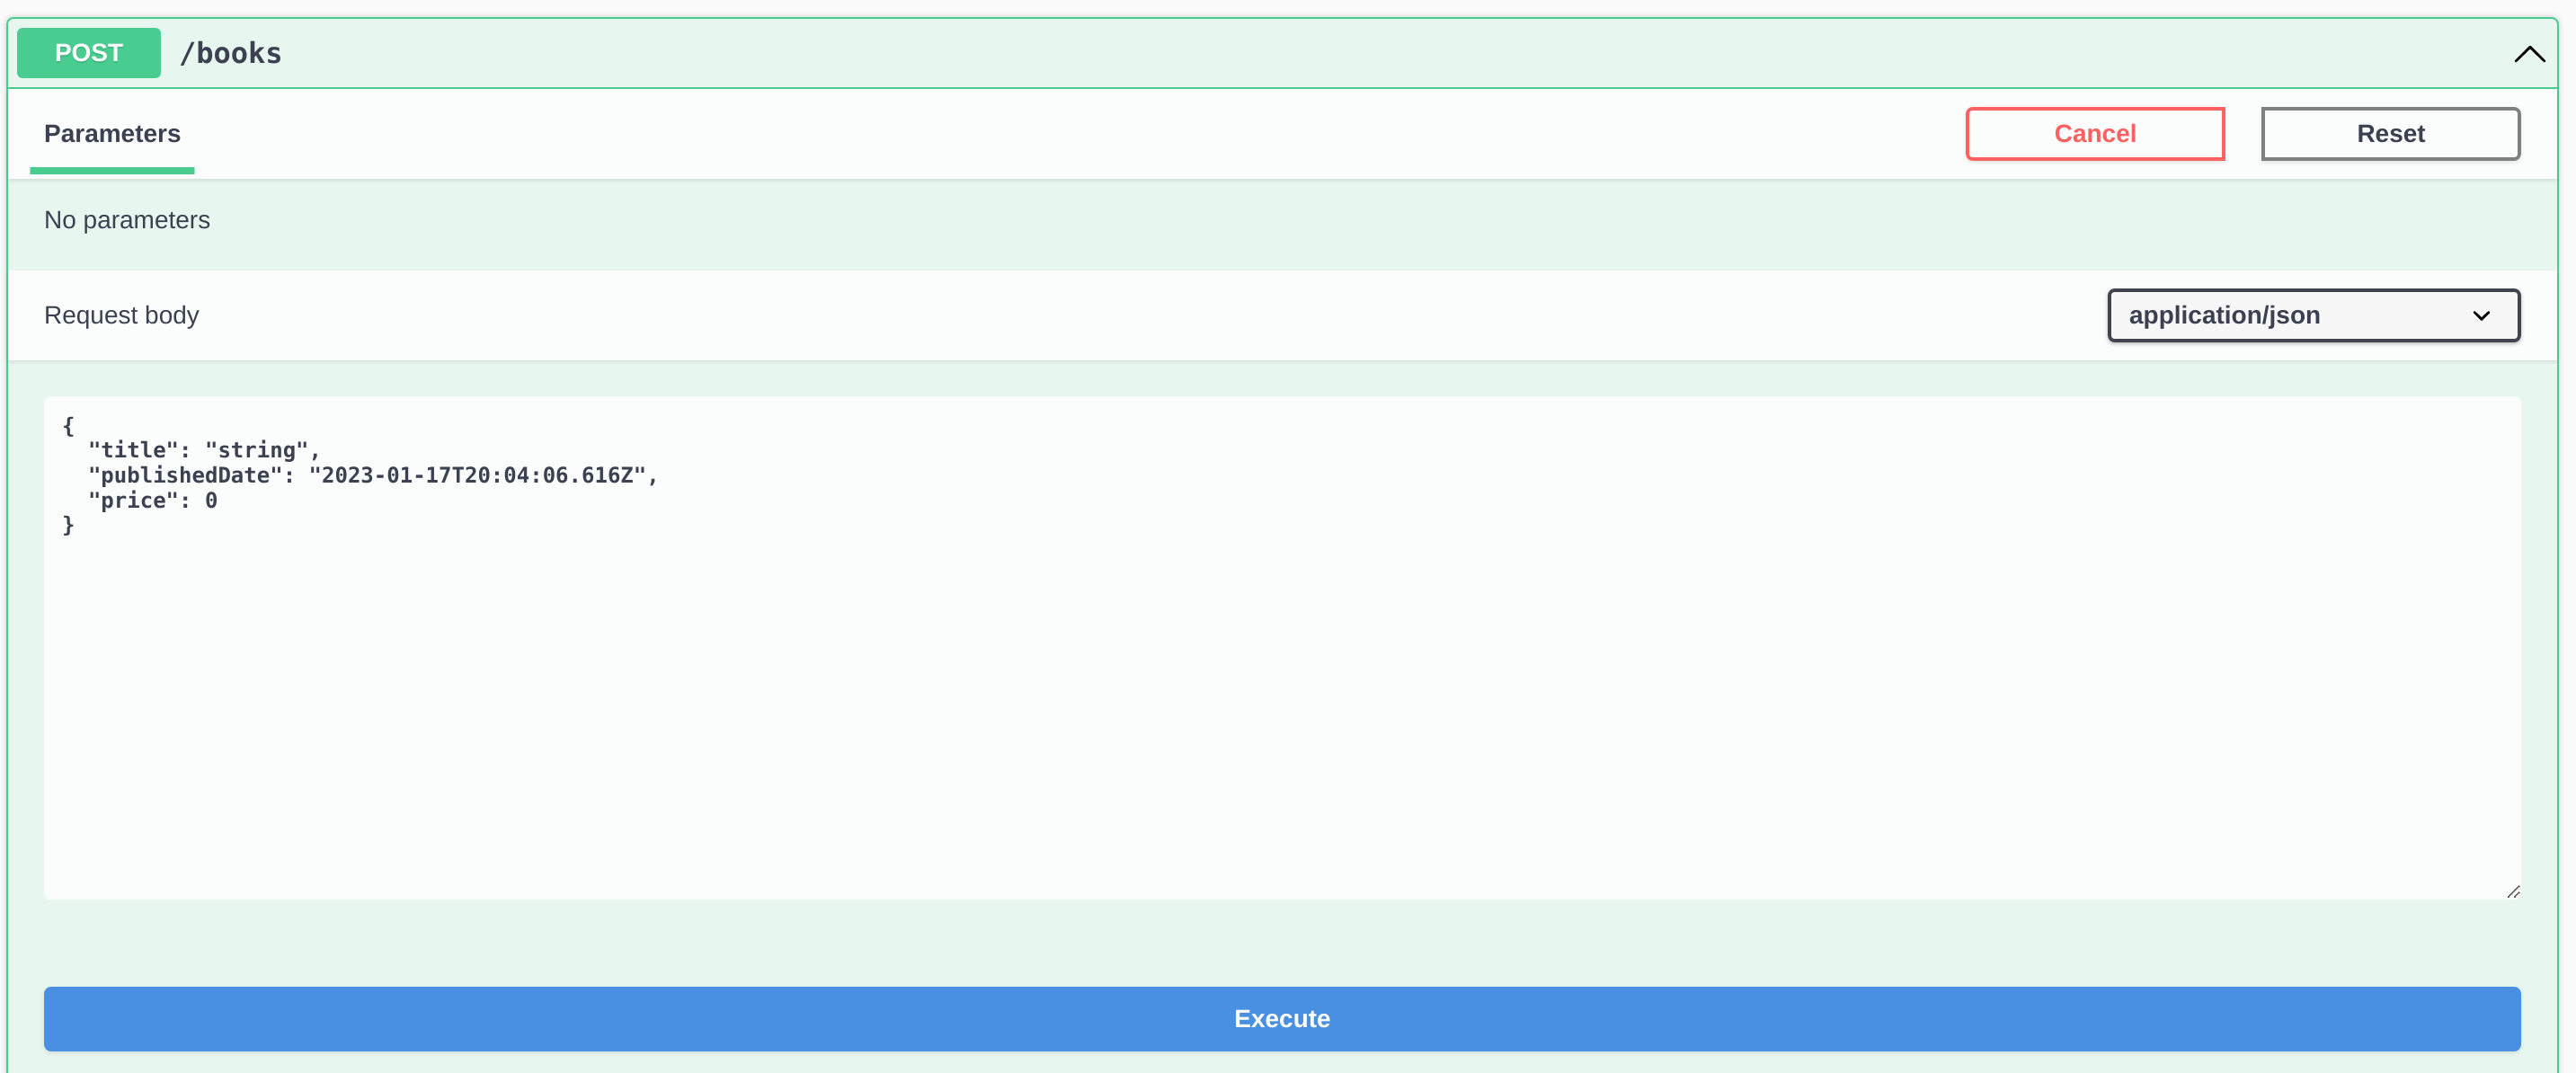 POST /books
Parameters
Cancel
Reset
No parameters
Request body
application/json
{
  "title": "string",
  "publishedDate": "2023-01-17T20:04:06.616Z",
  "price": 0
}
Execute